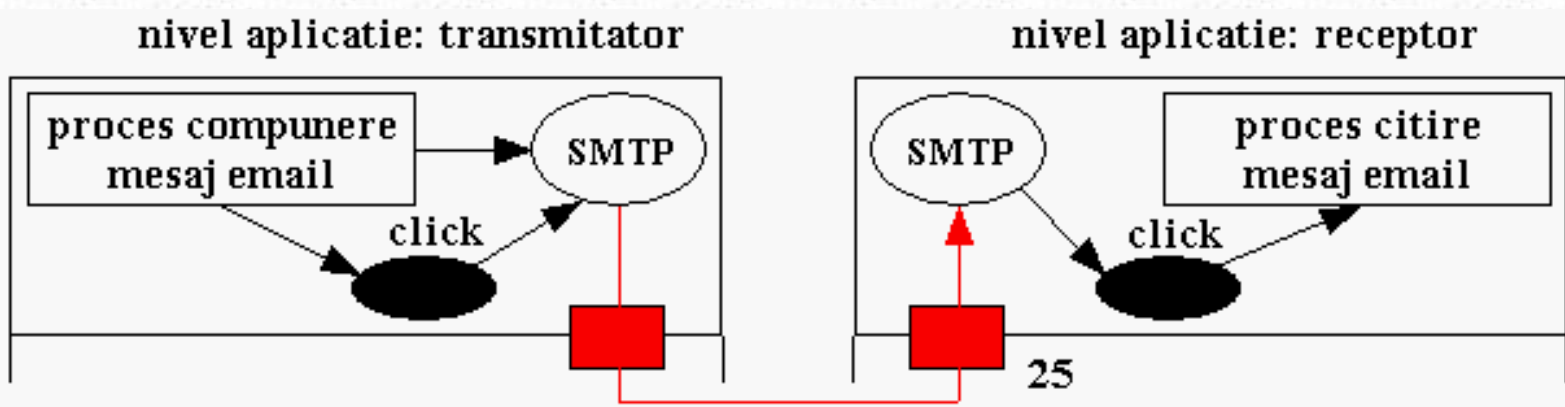 nivel aplicatie: transmitator
proces compunere
mesaj email
SMTP
click
nivel aplicatie: receptor
SMTP
proces citire
mesaj email
click
25